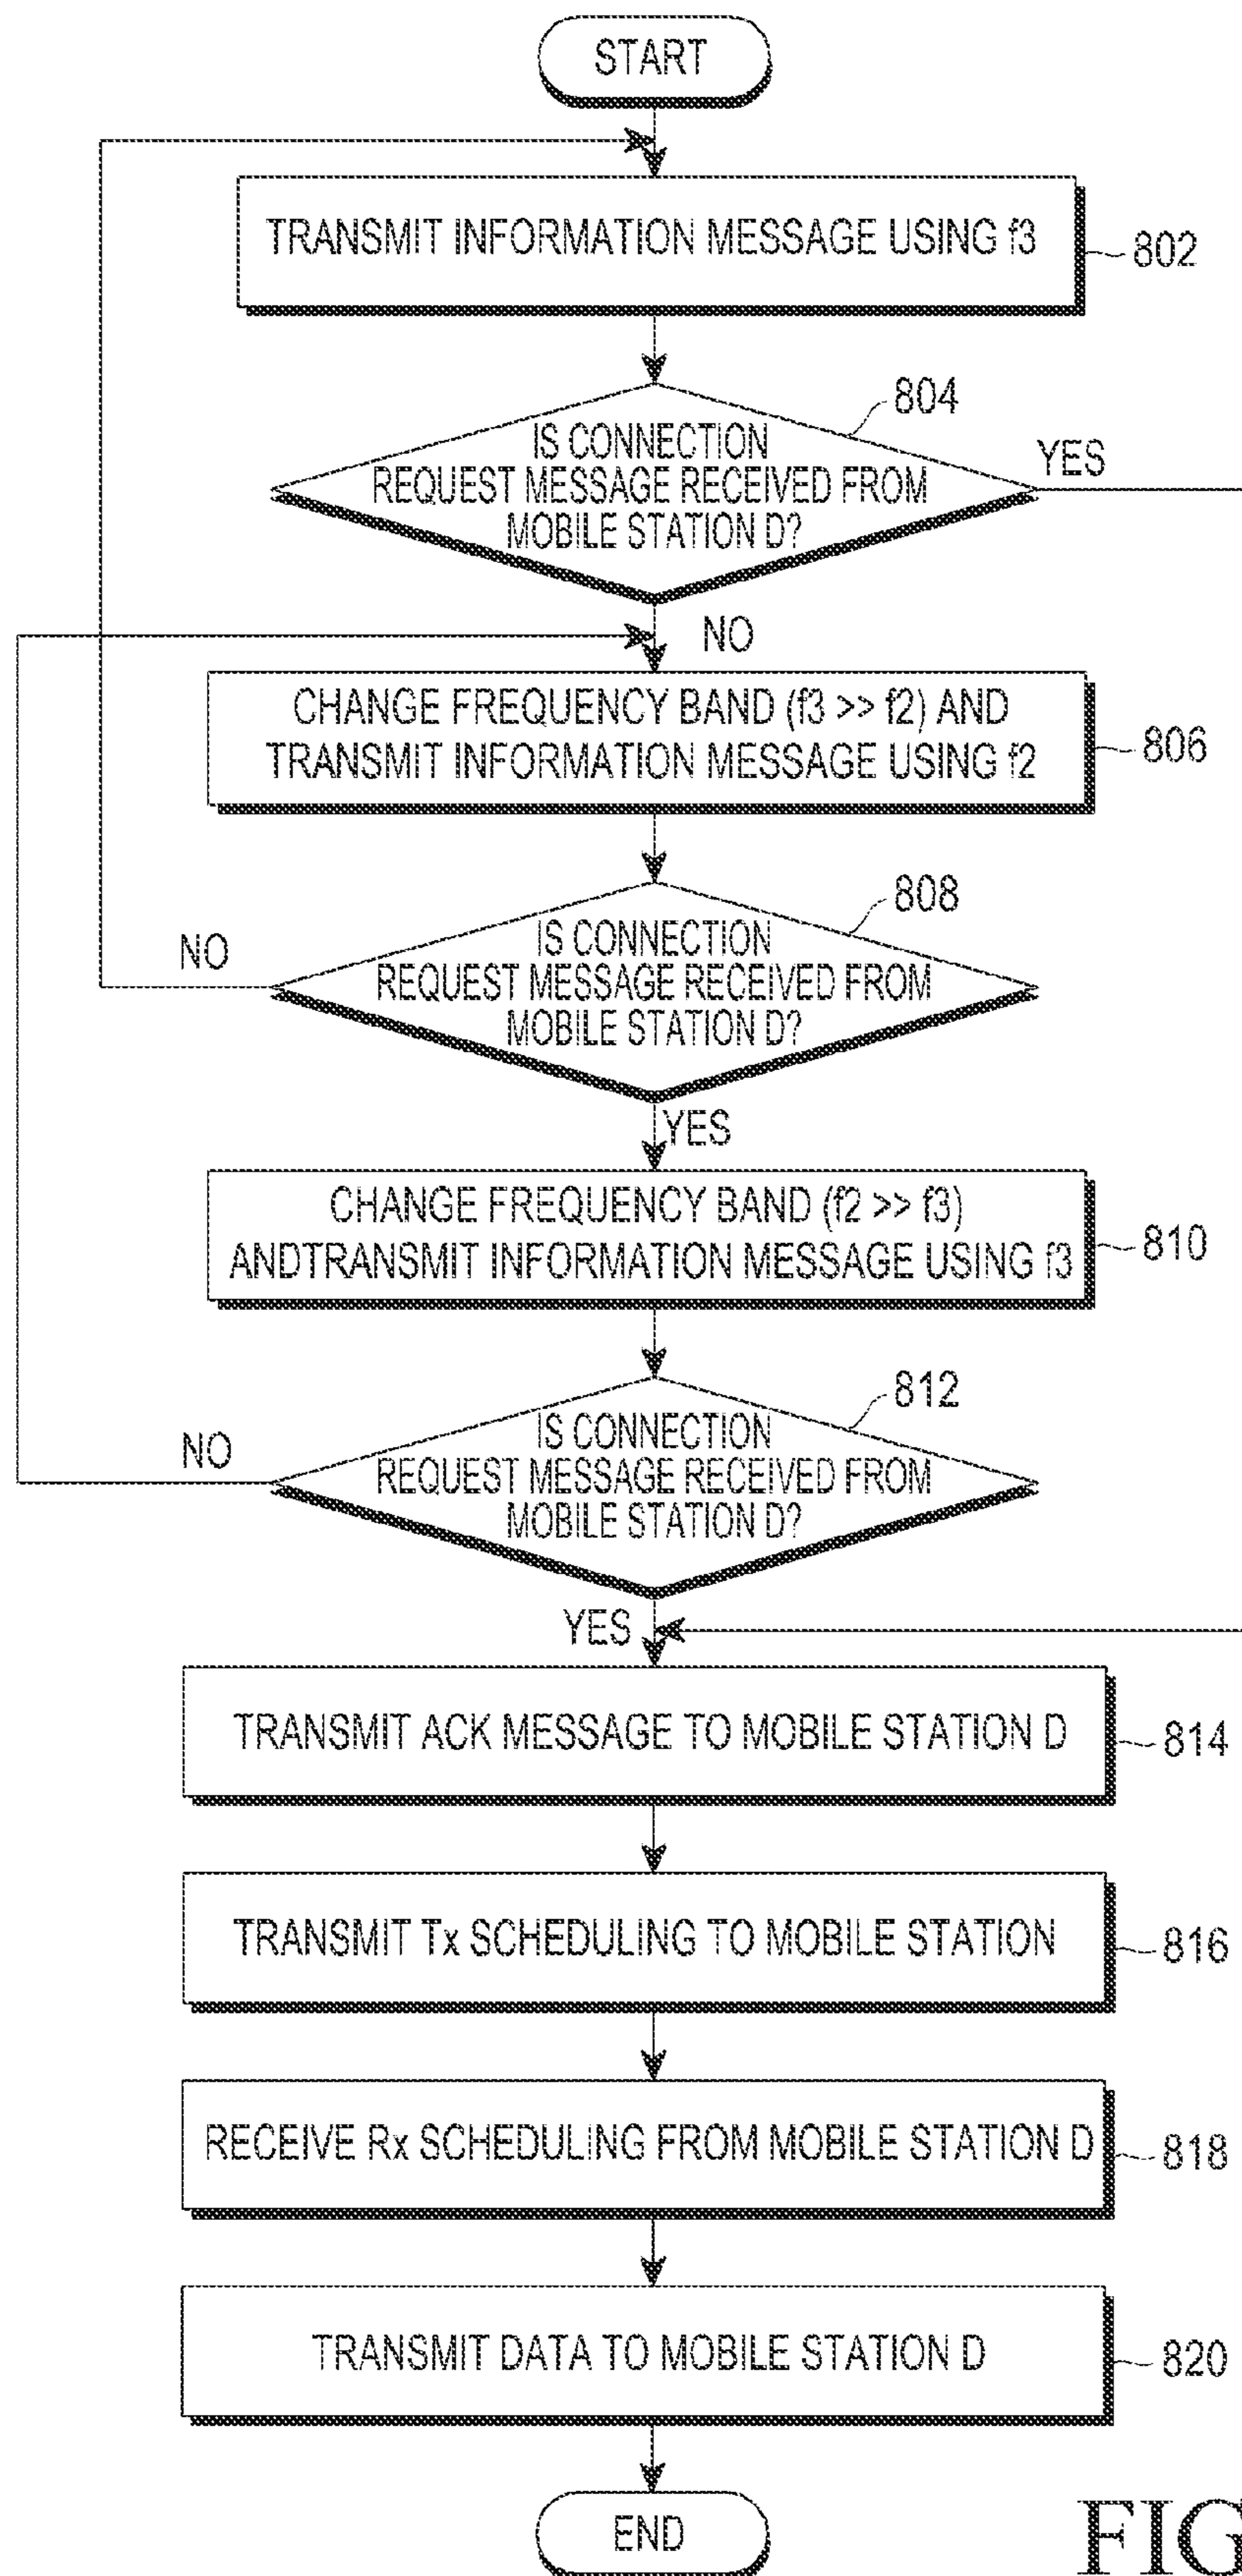 START
TRANSMIT INFORMATION MESSAGE USING f3
802
804
IS CONNECTION
REQUEST MESSAGE RECEIVED FROM
MOBILE STATION D?
YES
NO
CHANGE FREQUENCY BAND (f3 >> f2) AND
TRANSMIT INFORMATION MESSAGE USING f2
806
808
IS CONNECTION
REQUEST MESSAGE RECEIVED FROM
MOBILE STATION D?
NO
YES
CHANGE FREQUENCY BAND (f2 >> f3)
ANDTRANSMIT INFORMATION MESSAGE USING f3
810
812
IS CONNECTION
REQUEST MESSAGE RECEIVED FROM
MOBILE STATION D?
NO
YES
TRANSMIT ACK MESSAGE TO MOBILE STATION D
814
TRANSMIT Tx SCHEDULING TO MOBILE STATION
816
RECEIVE Rx SCHEDULING FROM MOBILE STATION D
818
TRANSMIT DATA TO MOBILE STATION D
820
END
FIG